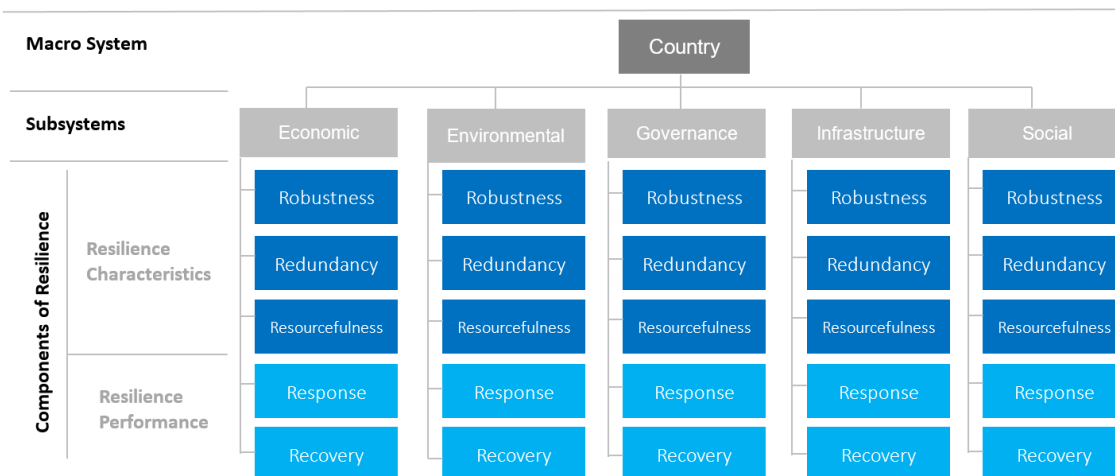 Macro System
Country
Subsystems
Economic
Environmental
Governance
Infrastructure
Social
Components of Resilience
Resilience
Characteristics
Robustness
Robustness
Robustness
Robustness
Robustness
Redundancy
Redundancy
Redundancy
Redundancy
Redundancy
Resourcefulness
Resourcefulness
Resourcefulness
Resourcefulness
Resourcefulness
Resilience
Performance
Response
Response
Response
Response
Response
Recovery
Recovery
Recovery
Recovery
Recovery